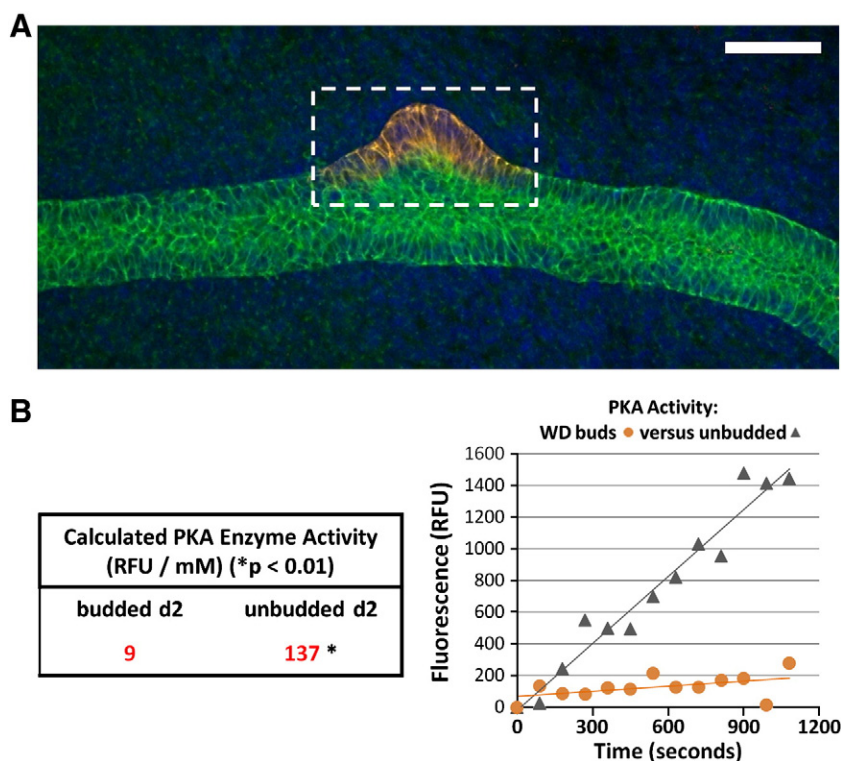 A
B
Calculated PKA Enzyme Activity
(RFU / mM) (*p < 0.01)
budded d2 unbudded d2
9 137 *
PKA Activity:
WD buds versus unbudded
Fluorescence (RFU)
1600
1400
1200
1000
800
600
400
200
0
0 300 600 900 1200
Time (seconds)